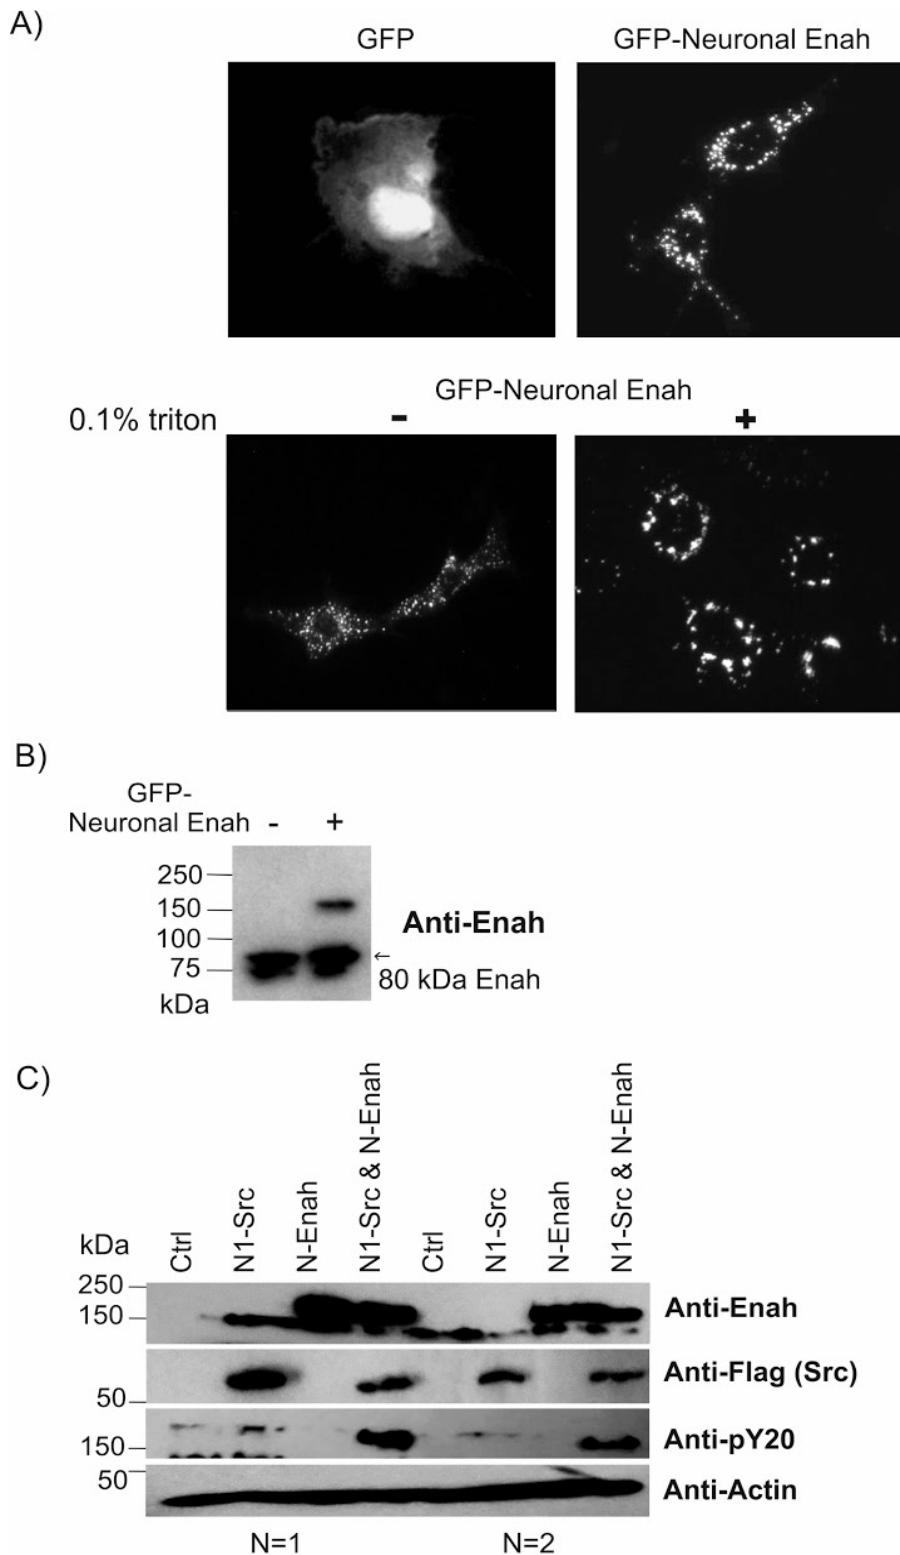 A)
GFP
GFP-Neuronal Enah
GFP-Neuronal Enah
0.1% triton - +
B)
GFP-
Neuronal Enah - +
250
150
100
75
kDa
Anti-Enah
←
80 kDa Enah
C)
Ctrl
N1-Src
N-Enah
N1-Src & N-Enah
Ctrl
N1-Src
N-Enah
N1-Src & N-Enah
kDa
250
150
Anti-Enah
50
Anti-Flag (Src)
150
Anti-pY20
50
Anti-Actin
N=1
N=2